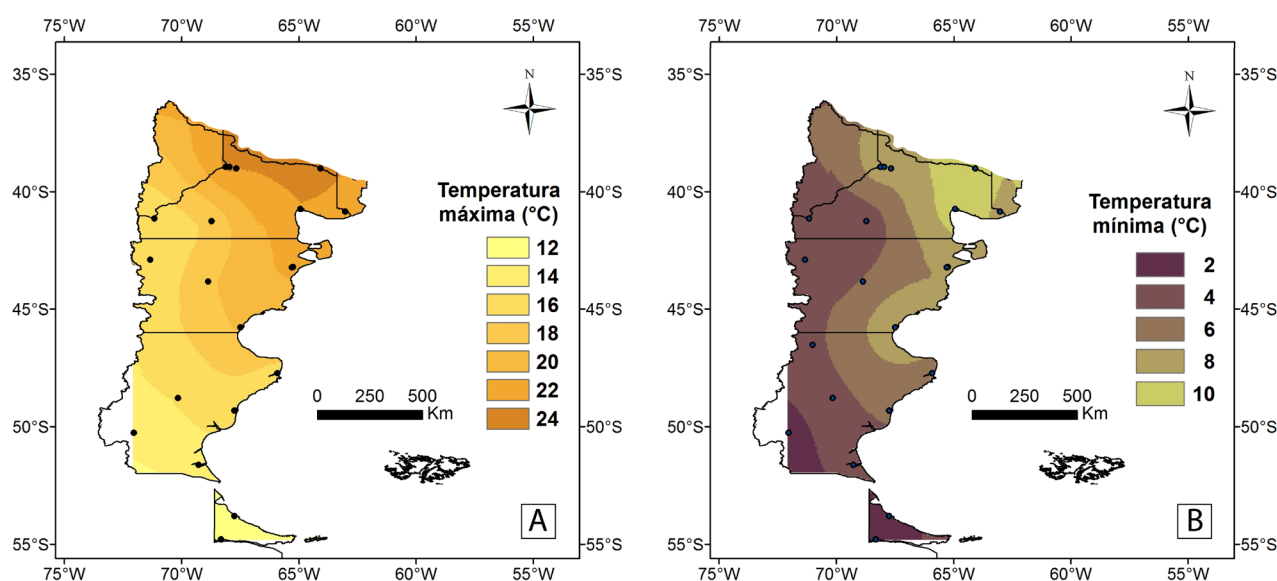 75°W 70°W 65°W 60°W 55°W
35°S 35°S
N
40°S 40°S
Temperatura
máxima (°C)
12
14
45°S 45°S
16
18
20
0 250 500
Km
22
24
50°S 50°S
A
55°S 55°S
75°W 70°W 65°W 60°W 55°W
75°W 70°W 65°W 60°W 55°W
35°S 35°S
N
40°S 40°S
Temperatura
mínima (°C)
2
4
45°S 45°S
6
8
0 250 500
Km
10
50°S 50°S
B
55°S 55°S
75°W 70°W 65°W 60°W 55°W